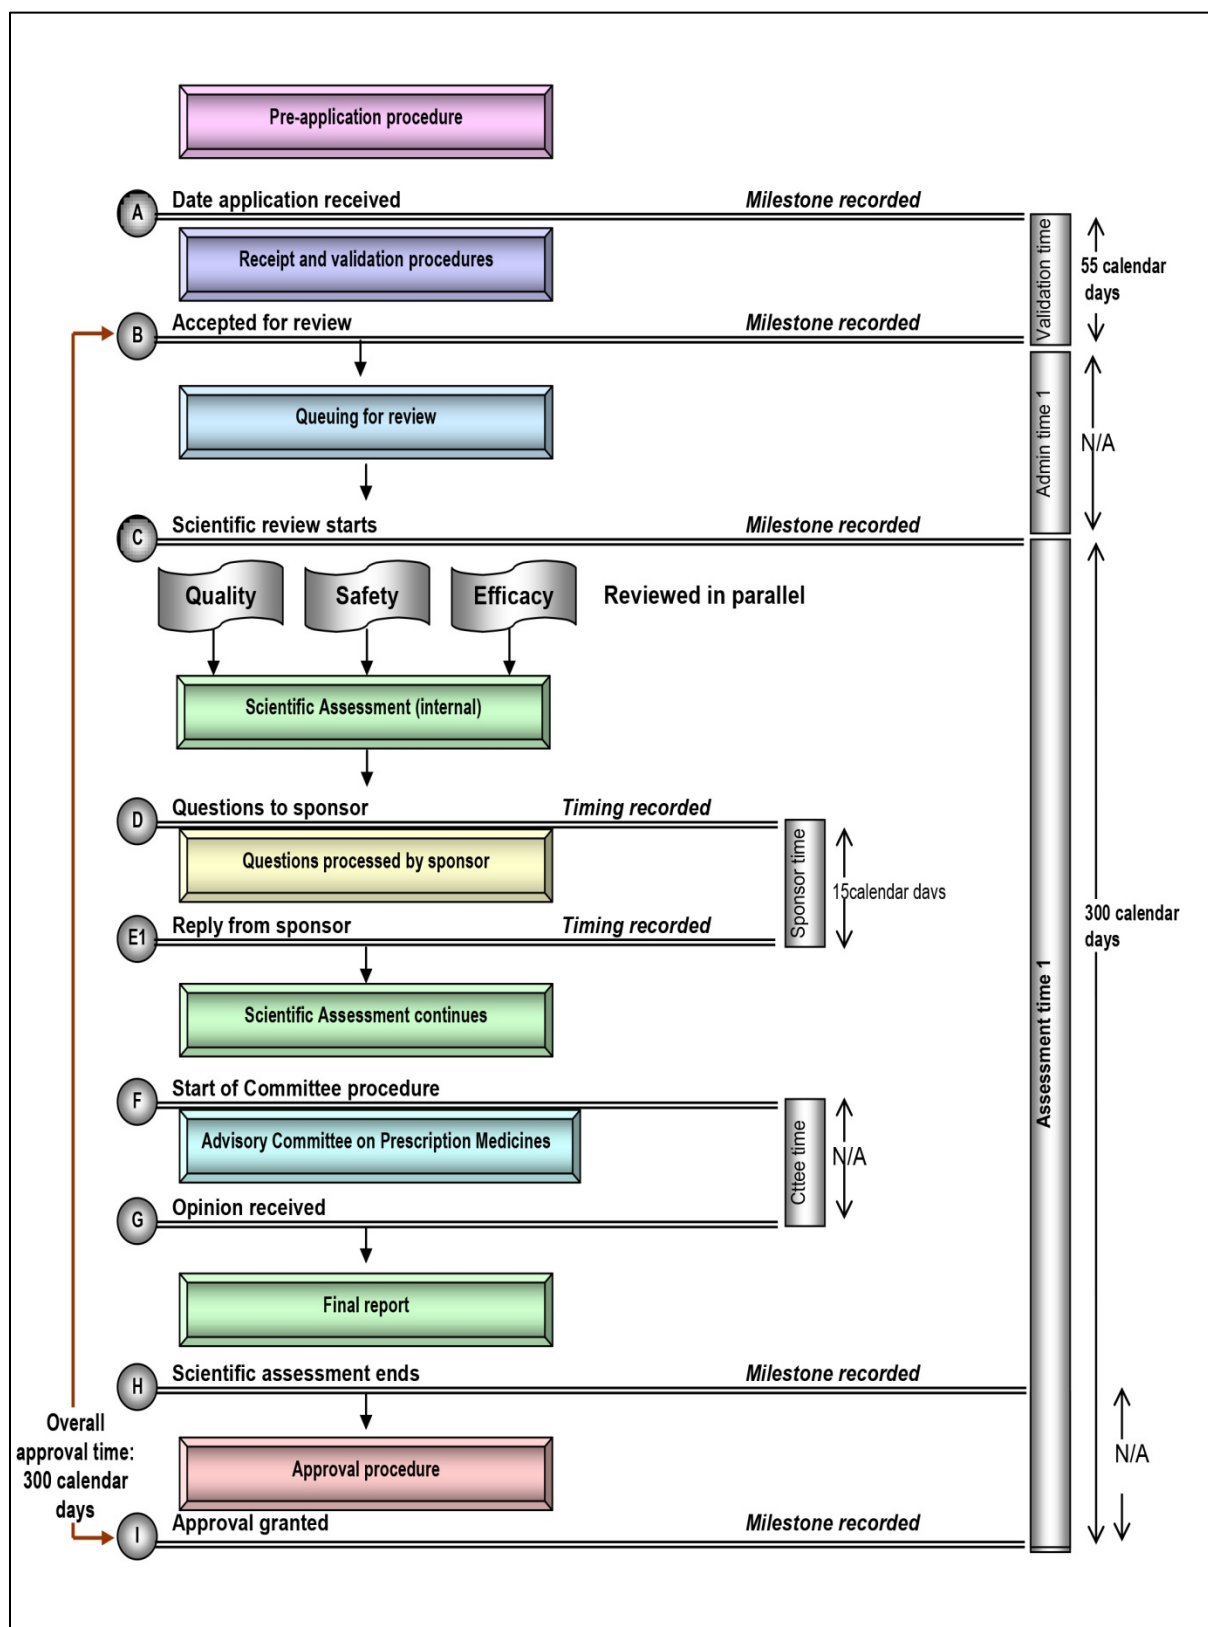 Pre-application procedure
A
Date application received
Milestone recorded
Receipt and validation procedures
Validation time
55 calendar
days
B
Accepted for review
Milestone recorded
Queuing for review
Admin time 1
N/A
C
Scientific review starts
Milestone recorded
Quality
Safety
Efficacy
Reviewed in parallel
Scientific Assessment (internal)
D
Questions to sponsor
Timing recorded
Questions processed by sponsor
Sponsor time
15calendar days
E1
Reply from sponsor
Timing recorded
300 calendar
days
Assessment time 1
Scientific Assessment continues
F
Start of Committee procedure
Advisory Committee on Prescription Medicines
Cttee time
N/A
G
Opinion received
Final report
H
Scientific assessment ends
Milestone recorded
Overall
approval time:
300 calendar
days
Approval procedure
N/A
I
Approval granted
Milestone recorded